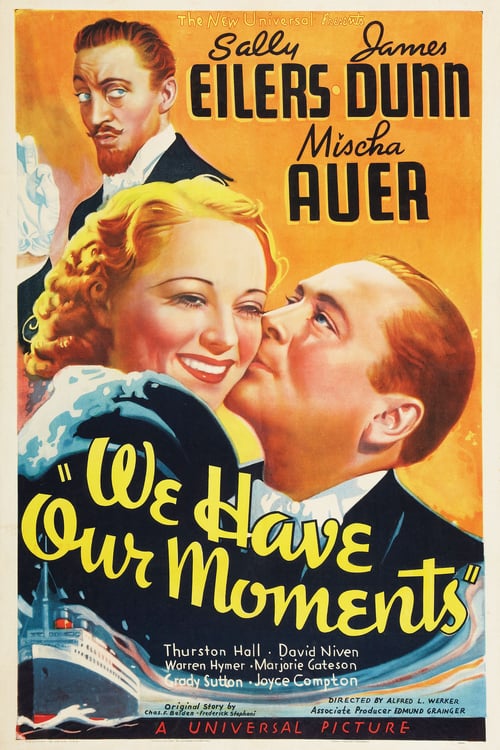 The New Universal Presents
Sally EILERS · James DUNN
Mischa AUER
"We Have
Our Moments"
Thurston Hall · David Niven
Warren Hymer · Marjorie Gateson
Grady Sutton · Joyce Compton
Original Story by
Chas. F. Belden - Frederick Stephani
DIRECTED BY ALFRED L. WERKER
Associate Producer EDMUND GRAINGER
A UNIVERSAL PICTURE